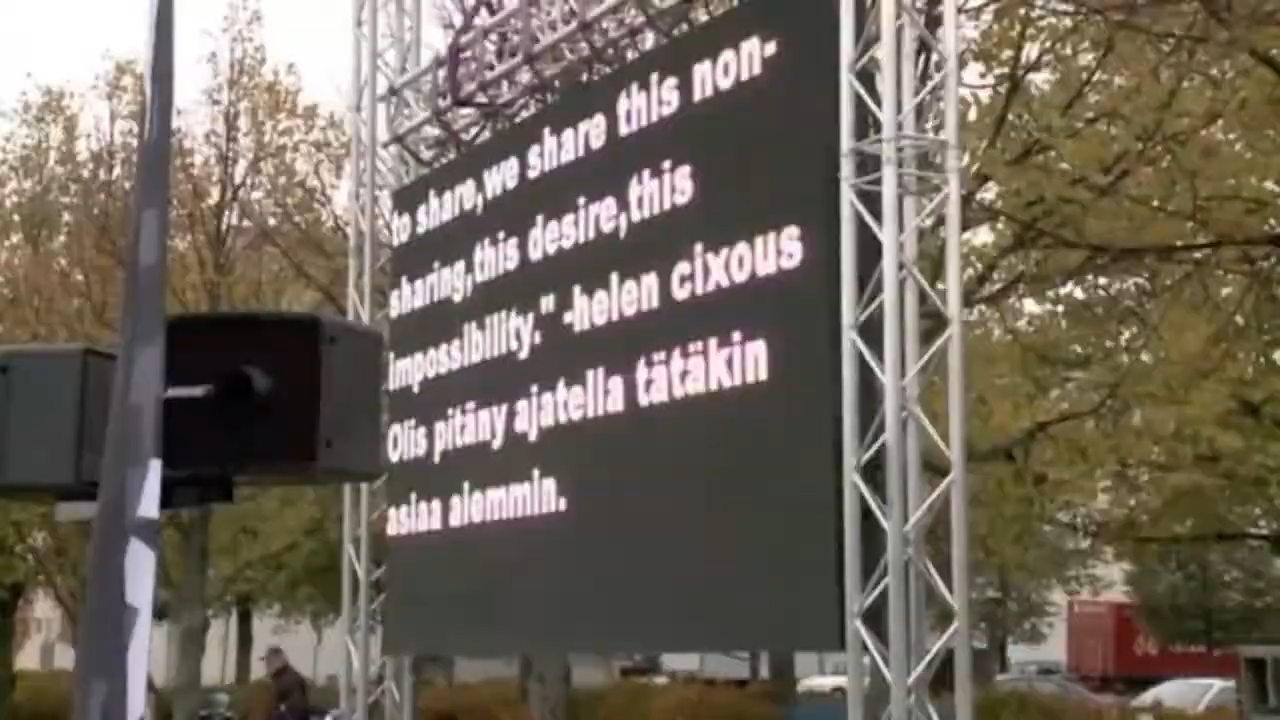 to share,we share this non-
sharing,this desire,this
impossibility." -helen cixous
Olis pitäny ajatella tätäkin
asiaa aiemmin.